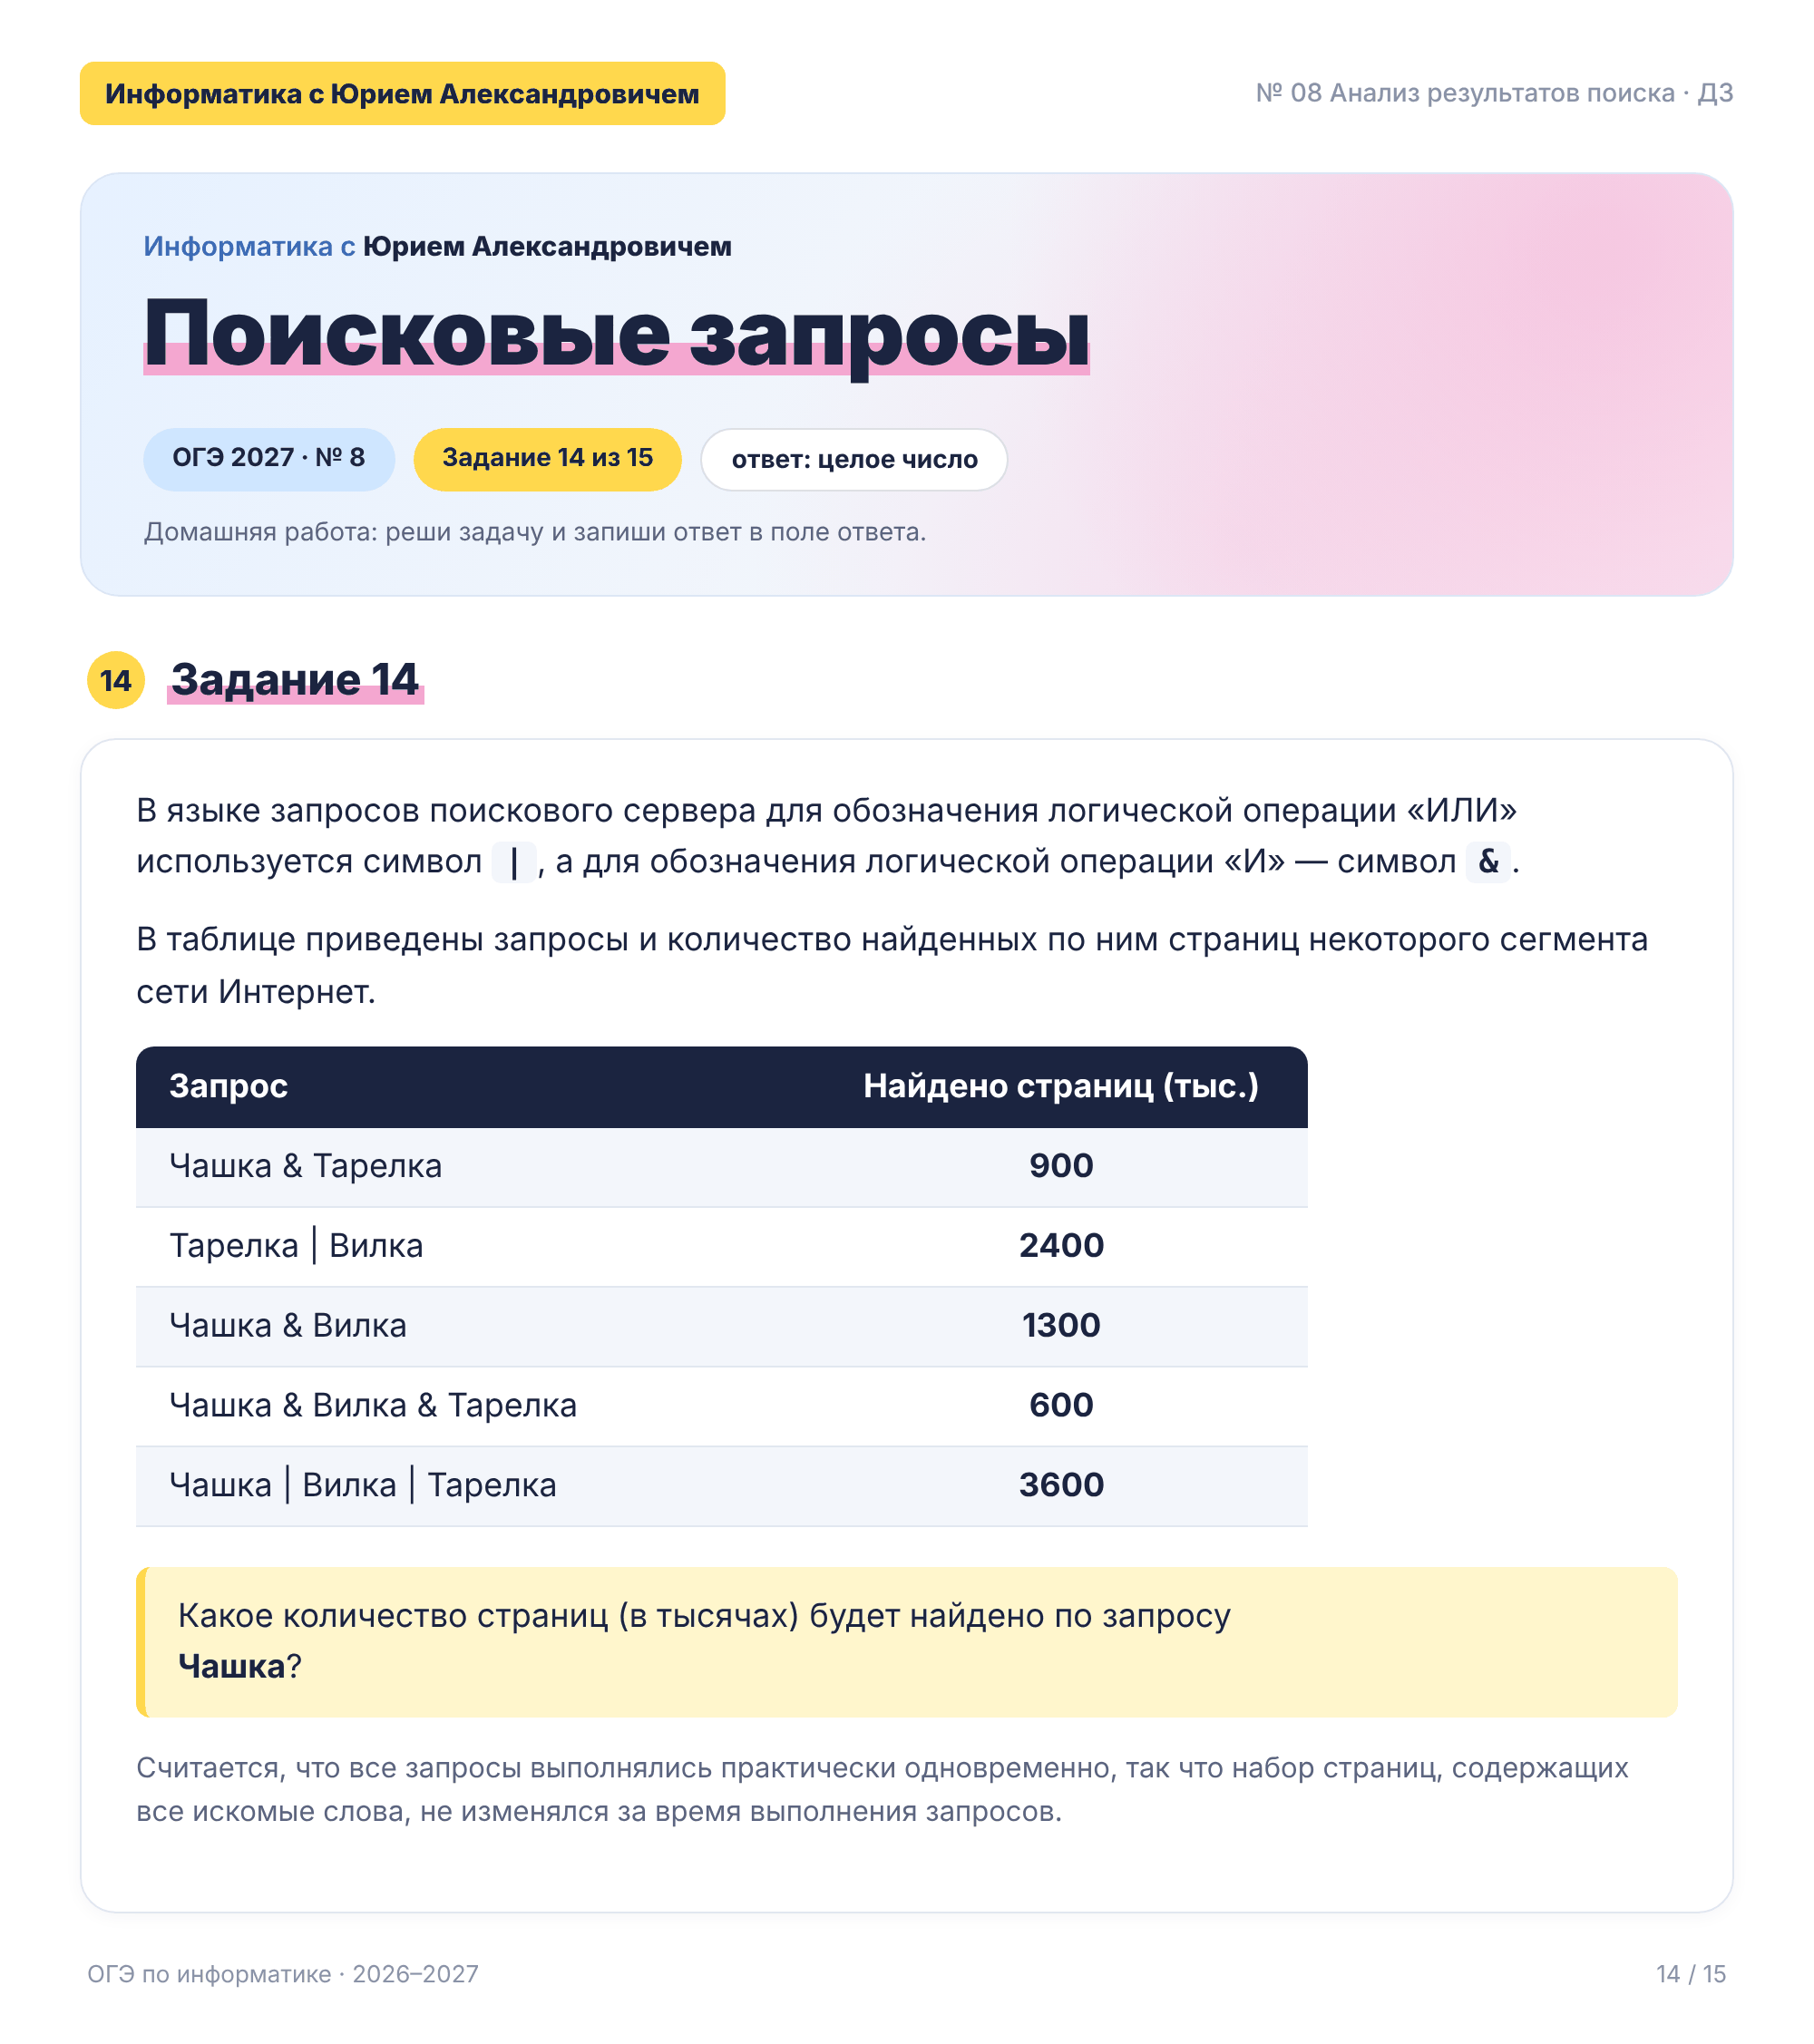 Информатика с Юрием Александровичем
№ 08 Анализ результатов поиска · ДЗ
Информатика с Юрием Александровичем
Поисковые запросы
ОГЭ 2027 · № 8
Задание 14 из 15
ответ: целое число
Домашняя работа: реши задачу и запиши ответ в поле ответа.
14 Задание 14
В языке запросов поискового сервера для обозначения логической операции «ИЛИ»
используется символ |, а для обозначения логической операции «И» — символ &.
В таблице приведены запросы и количество найденных по ним страниц некоторого сегмента
сети Интернет.
Запрос Найдено страниц (тыс.)
Чашка & Тарелка 900
Тарелка | Вилка 2400
Чашка & Вилка 1300
Чашка & Вилка & Тарелка 600
Чашка | Вилка | Тарелка 3600
Какое количество страниц (в тысячах) будет найдено по запросу
Чашка?
Считается, что все запросы выполнялись практически одновременно, так что набор страниц, содержащих
все искомые слова, не изменялся за время выполнения запросов.
ОГЭ по информатике · 2026–2027
14 / 15